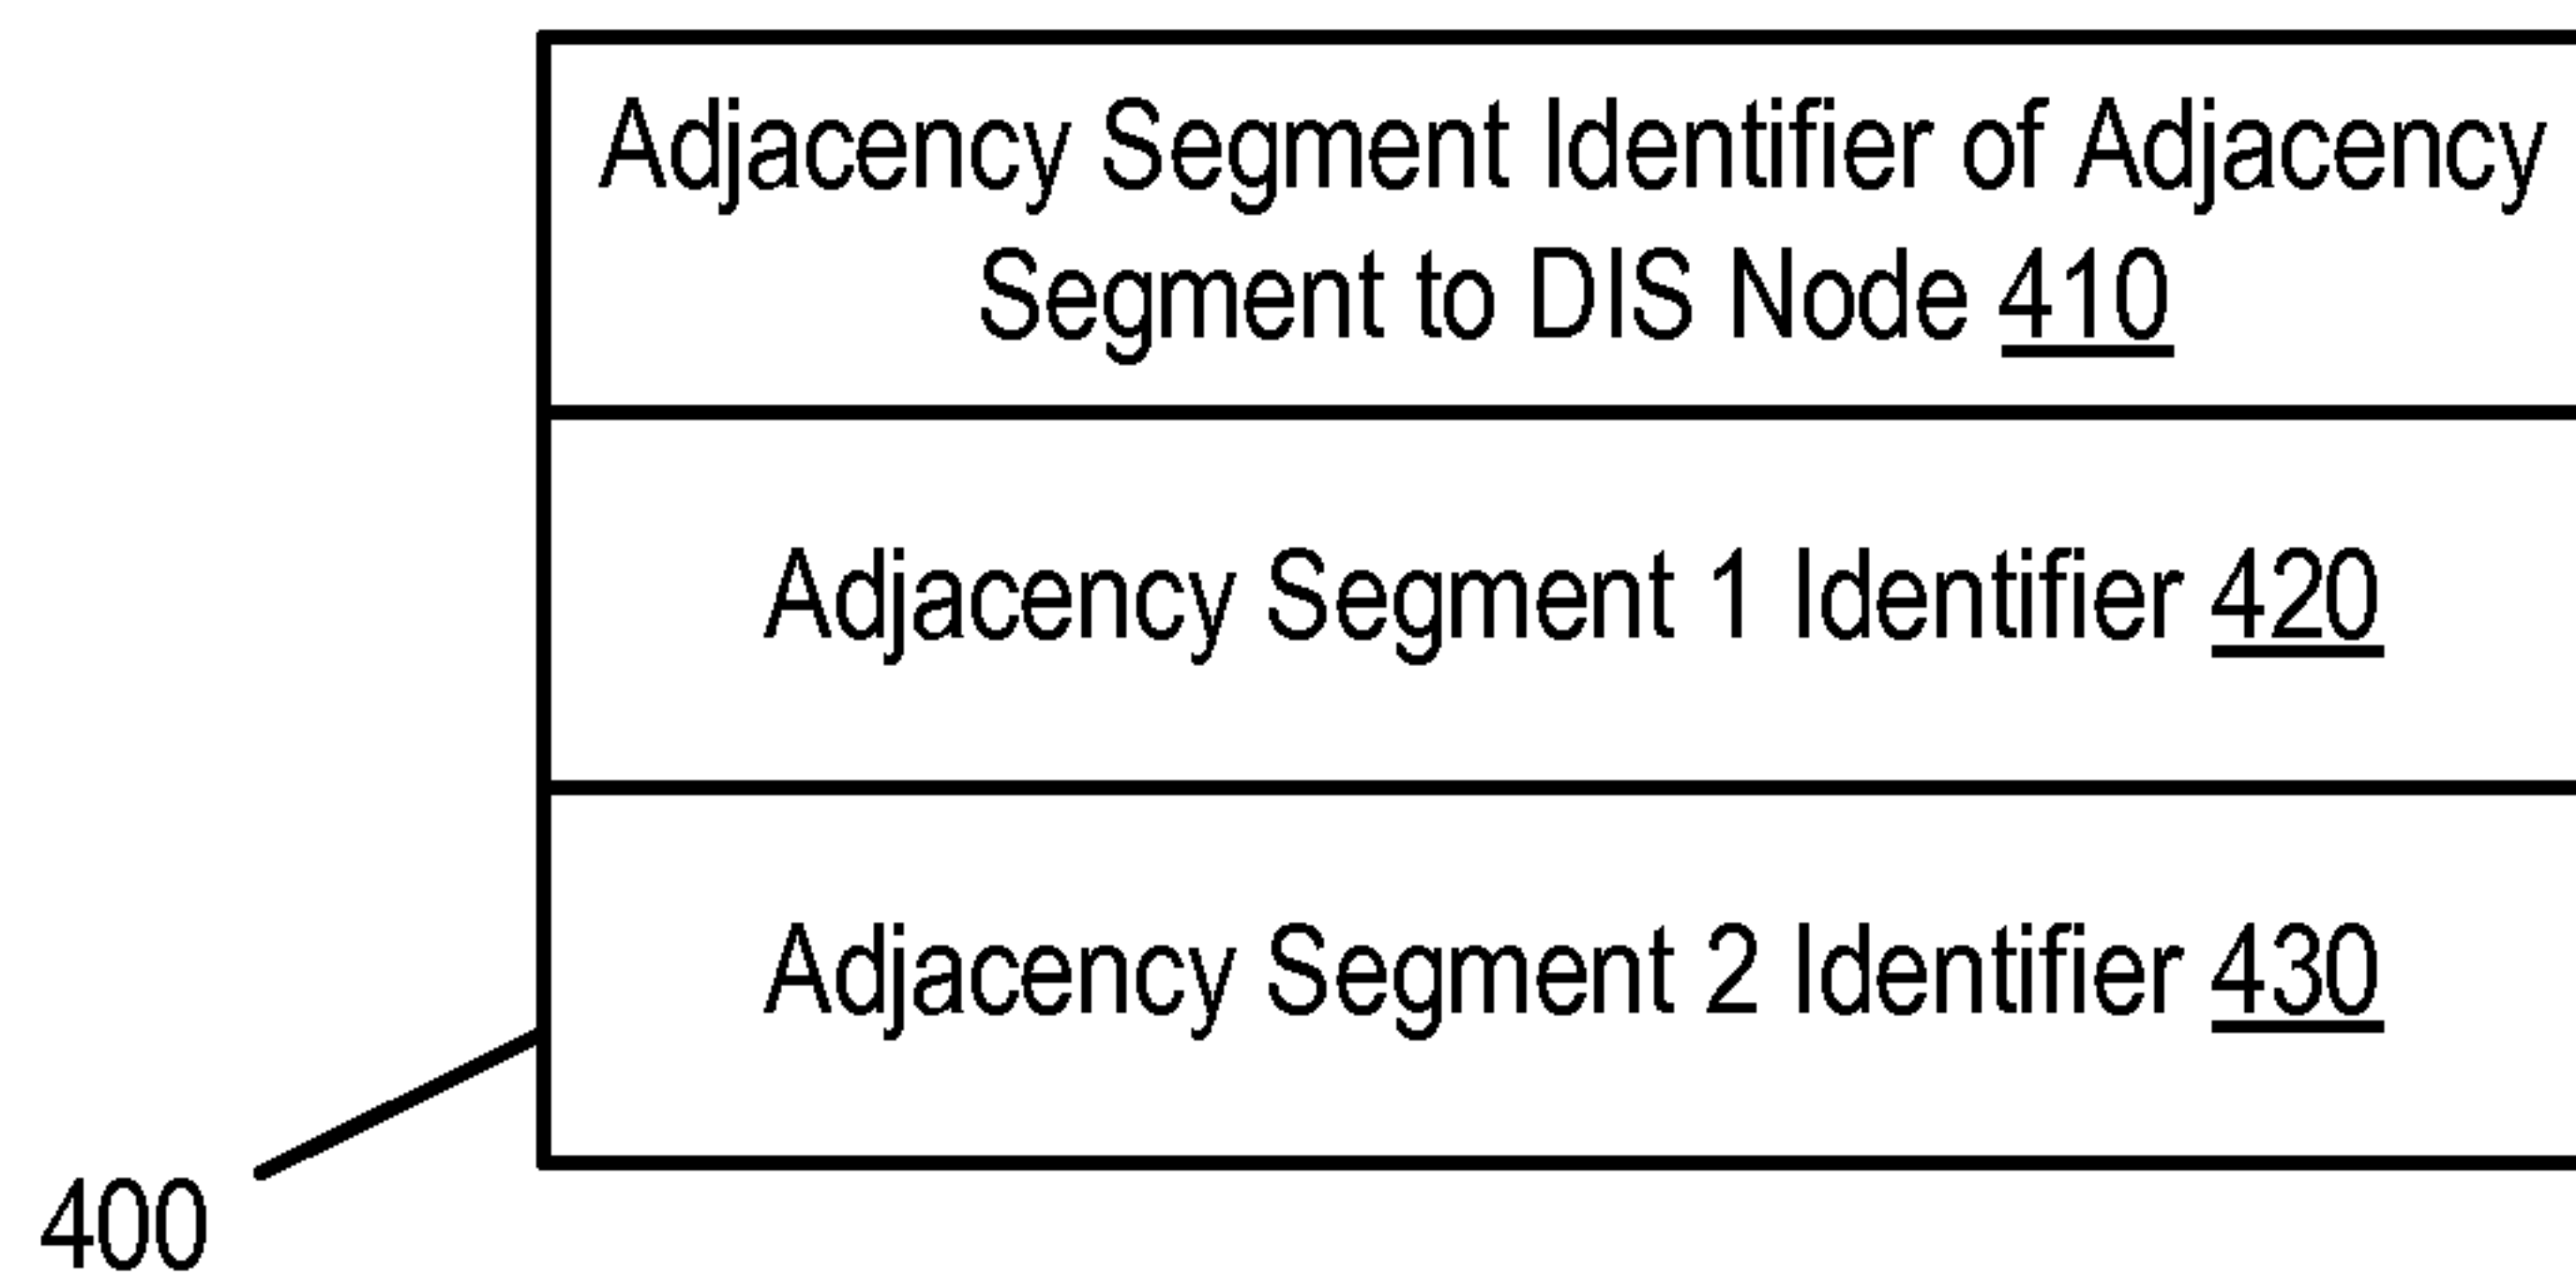 Adjacency Segment Identifier of Adjacency
Segment to DIS Node 410
Adjacency Segment 1 Identifier 420
Adjacency Segment 2 Identifier 430
400